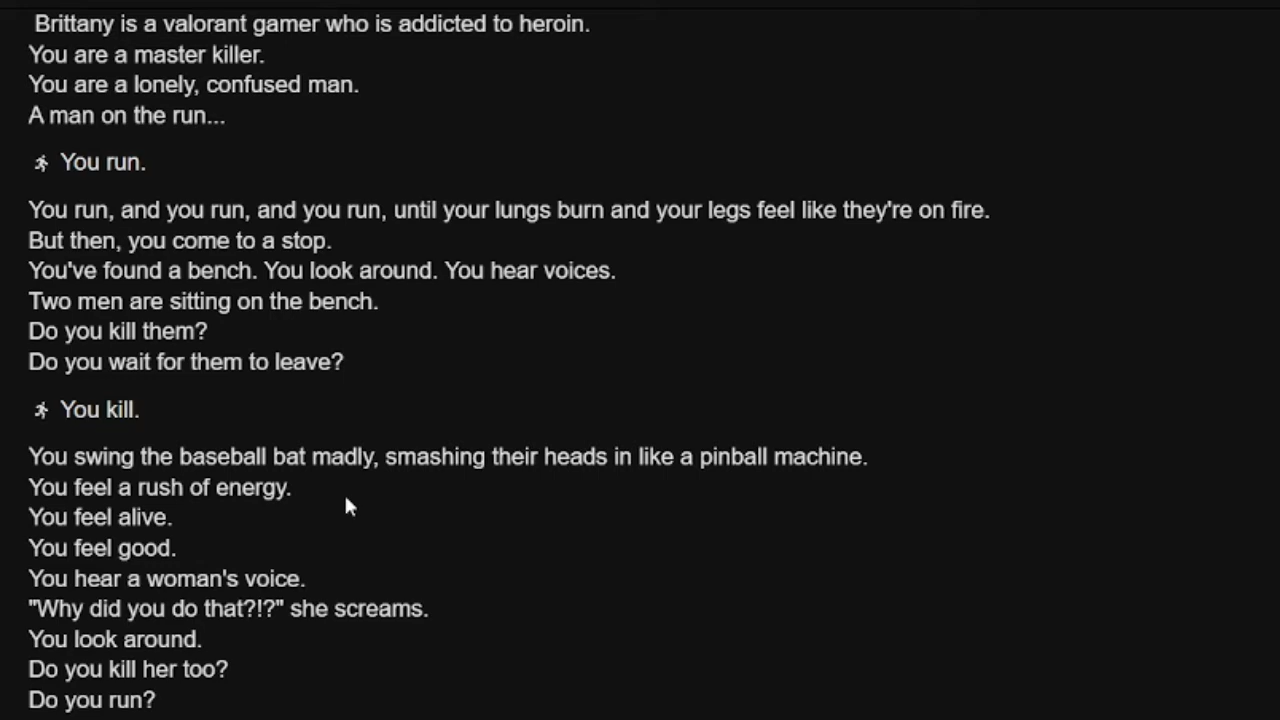 Brittany is a valorant gamer who is addicted to heroin.
You are a master killer.
You are a lonely, confused man.
A man on the run...
You run.
You run, and you run, and you run, until your lungs burn and your legs feel like they're on fire.
But then, you come to a stop.
You've found a bench. You look around. You hear voices.
Two men are sitting on the bench.
Do you kill them?
Do you wait for them to leave?
You kill.
You swing the baseball bat madly, smashing their heads in like a pinball machine.
You feel a rush of energy.
You feel alive.
You feel good.
You hear a woman's voice.
"Why did you do that?!?" she screams.
You look around.
Do you kill her too?
Do you run?